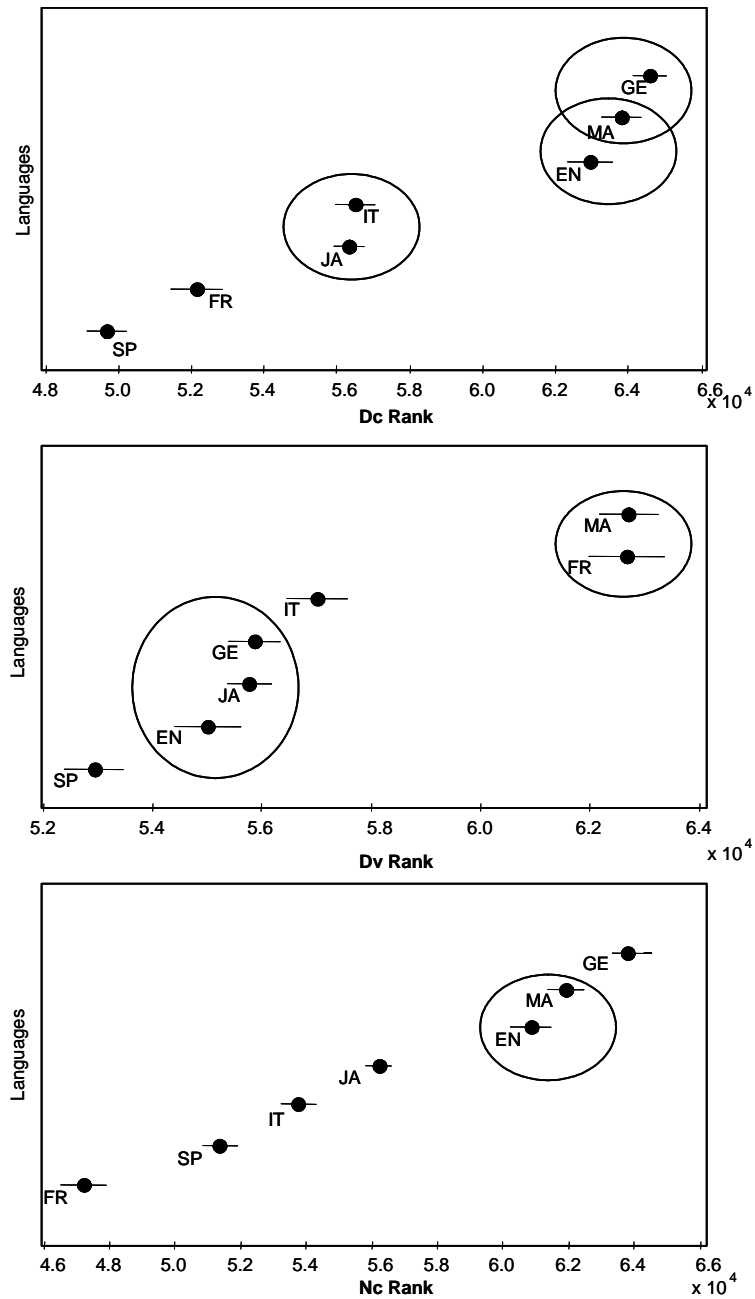 Languages
GE
MA
EN
IT
JA
FR
SP
4.8 5.0 5.2 5.4 5.6 5.8 6.0 6.2 6.4 6.6
x 10^4
Dc Rank
Languages
MA
FR
IT
GE
JA
EN
SP
5.2 5.4 5.6 5.8 6.0 6.2 6.4
x 10^4
Dv Rank
Languages
GE
MA
EN
JA
IT
SP
FR
4.6 4.8 5.0 5.2 5.4 5.6 5.8 6.0 6.2 6.4 6.6
x 10^4
Nc Rank